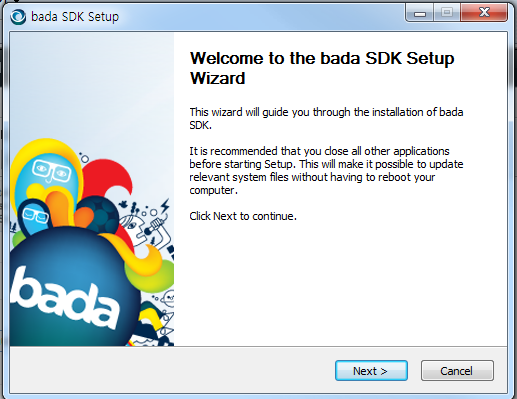 bada SDK Setup
Welcome to the bada SDK Setup
Wizard
This wizard will guide you through the installation of bada
SDK.
It is recommended that you close all other applications
before starting Setup. This will make it possible to update
relevant system files without having to reboot your
computer.
Click Next to continue.
bada
Next >
Cancel